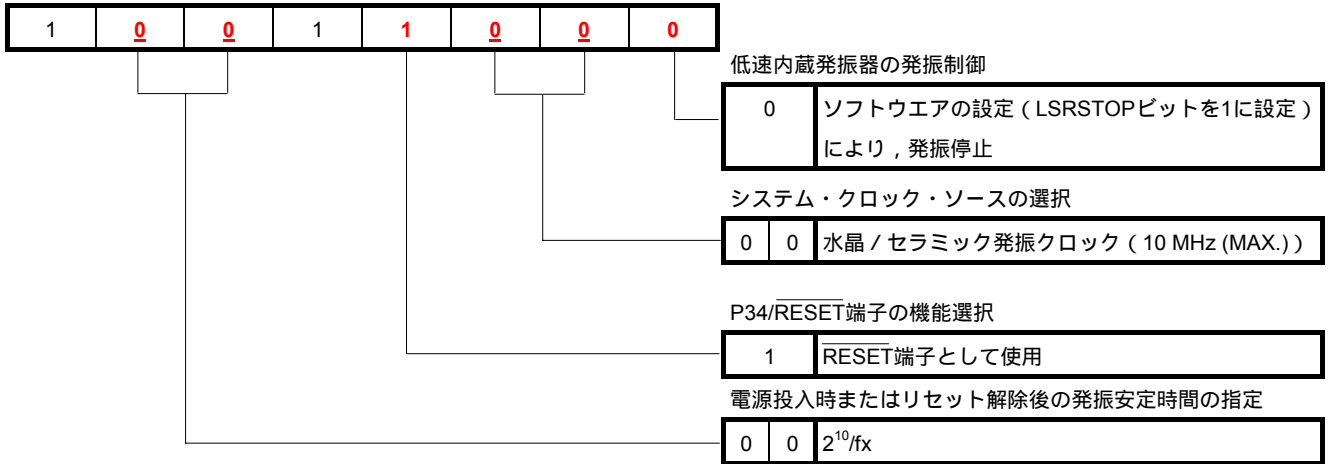 1 0 0 1 1 0 0 0
低速内蔵発振器の発振制御
0 ソフトウエアの設定（LSRSTOPビットを1に設定）
により，発振停止
システム・クロック・ソースの選択
0 0 水晶／セラミック発振クロック（10 MHz (MAX.)）
P34/RESET端子の機能選択
1 RESET端子として使用
電源投入時またはリセット解除後の発振安定時間の指定
0 0 2¹⁰/fx